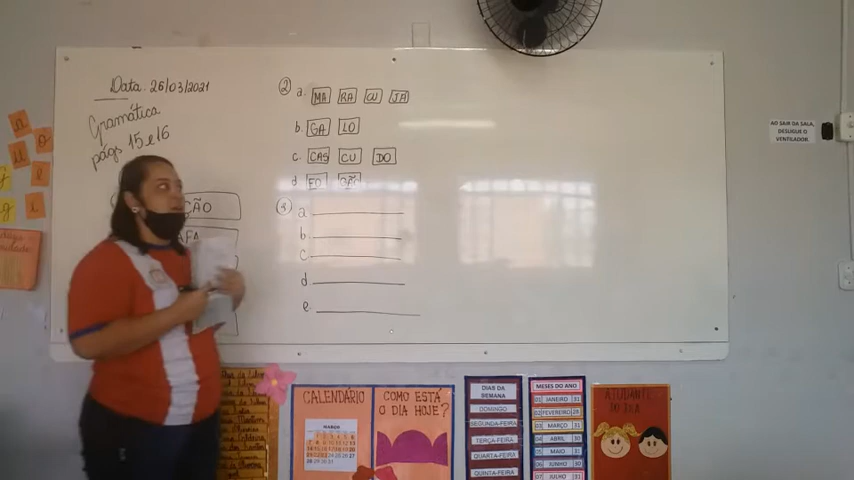 Data. 26/03/2021
Gramática
págs 15 e 16
ÇÃO
AFA
② a. MA RA CU JA
b. GA LO
c. CAS CU DO
d FO GÃO
③ a
b
c
d
e
a
o
u
e
i
AO SAIR DA SALA,
DESLIGUE O
VENTILADOR
CALENDÁRIO
MARÇO
COMO ESTÁ
O DIA HOJE?
DIAS DA
SEMANA
DOMINGO
SEGUNDA-FEIRA
TERÇA-FEIRA
QUARTA-FEIRA
QUINTA-FEIRA
MESES DO ANO
01 JANEIRO 31
02 FEVEREIRO 28
03 MARÇO 31
04 ABRIL 30
05 MAIO 31
06 JUNHO 30
07 JULHO 31
AJUDANTE
DO DIA